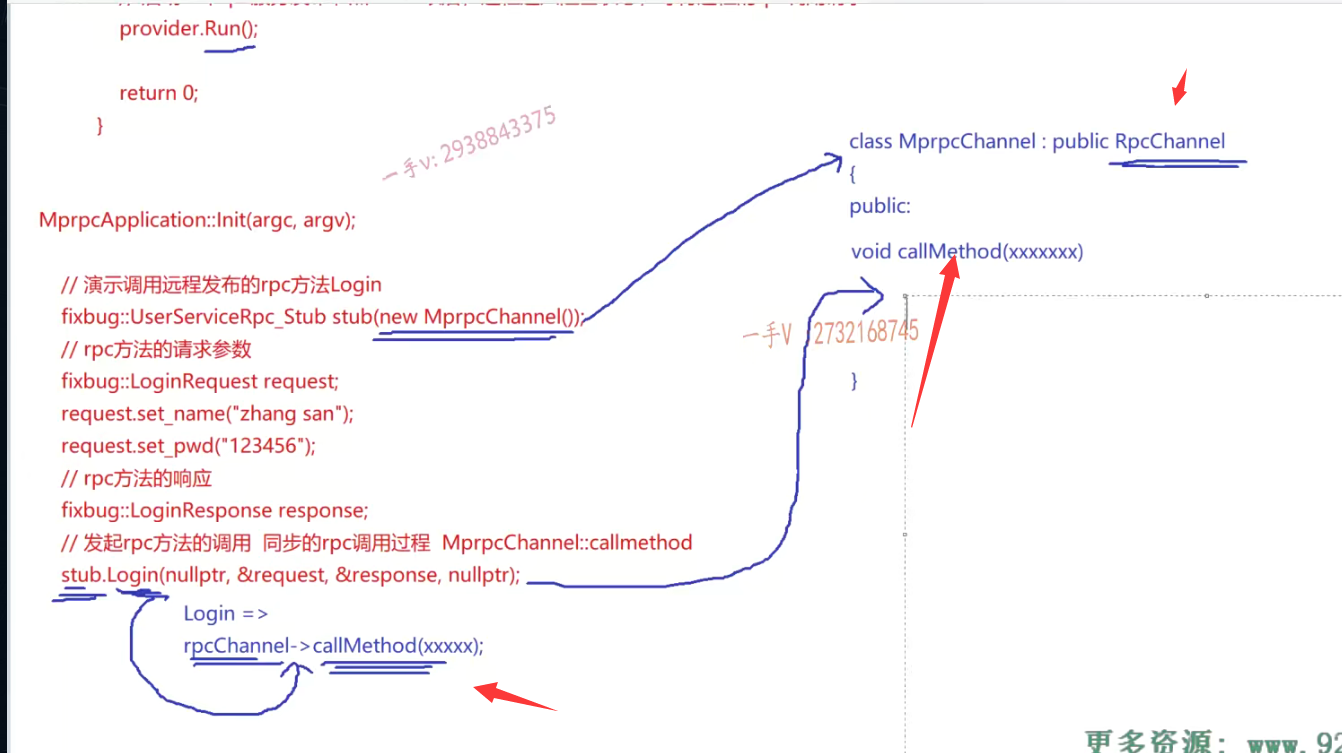 provider.Run();
return 0;
}
一手v: 2938843375
MprpcApplication::Init(argc, argv);
// 演示调用远程发布的rpc方法Login
fixbug::UserServiceRpc_Stub stub(new MprpcChannel());
// rpc方法的请求参数
fixbug::LoginRequest request;
request.set_name("zhang san");
request.set_pwd("123456");
// rpc方法的响应
fixbug::LoginResponse response;
// 发起rpc方法的调用  同步的rpc调用过程  MprpcChannel::callmethod
stub.Login(nullptr, &request, &response, nullptr);
Login =>
rpcChannel->callMethod(xxxxx);
class MprpcChannel : public RpcChannel
{
public:
void callMethod(xxxxxxx)
一手V 2732168745
}
更多资源: www.92